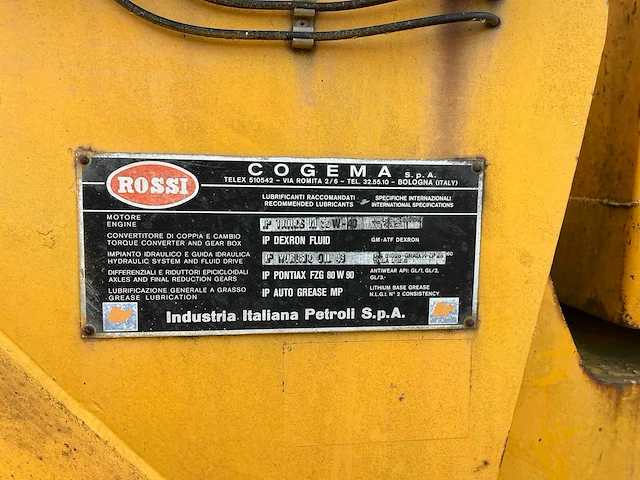 ROSSI
COGEMA S.p.A.
TELEX 510542 - VIA ROMITA 2/6 - TEL. 32.55.10 - BOLOGNA (ITALY)
LUBRIFICANTI RACCOMANDATI - SPECIFICHE INTERNAZIONALI
RECOMMENDED LUBRICANTS - INTERNATIONAL SPECIFICATIONS
MOTORE
ENGINE
CONVERTITORE DI COPPIA E CAMBIO
TORQUE CONVERTER AND GEAR BOX
IP DEXRON FLUID
GM-ATF DEXRON
IMPIANTO IDRAULICO E GUIDA IDRAULICA
HYDRAULIC SYSTEM AND FLUID DRIVE
DIFFERENZIALI E RIDUTTORI EPICICLOIDALI
AXLES AND FINAL REDUCTION GEARS
IP PONTIAX FZG 80 W 90
ANTIWEAR API: GL/1, GL/2,
GL/3.
LUBRIFICAZIONE GENERALE A GRASSO
GREASE LUBRICATION
IP AUTO GREASE MP
LITHIUM BASE GREASE
N.L.G.I. N° 2 CONSISTENCY.
Industria Italiana Petroli S.p.A.